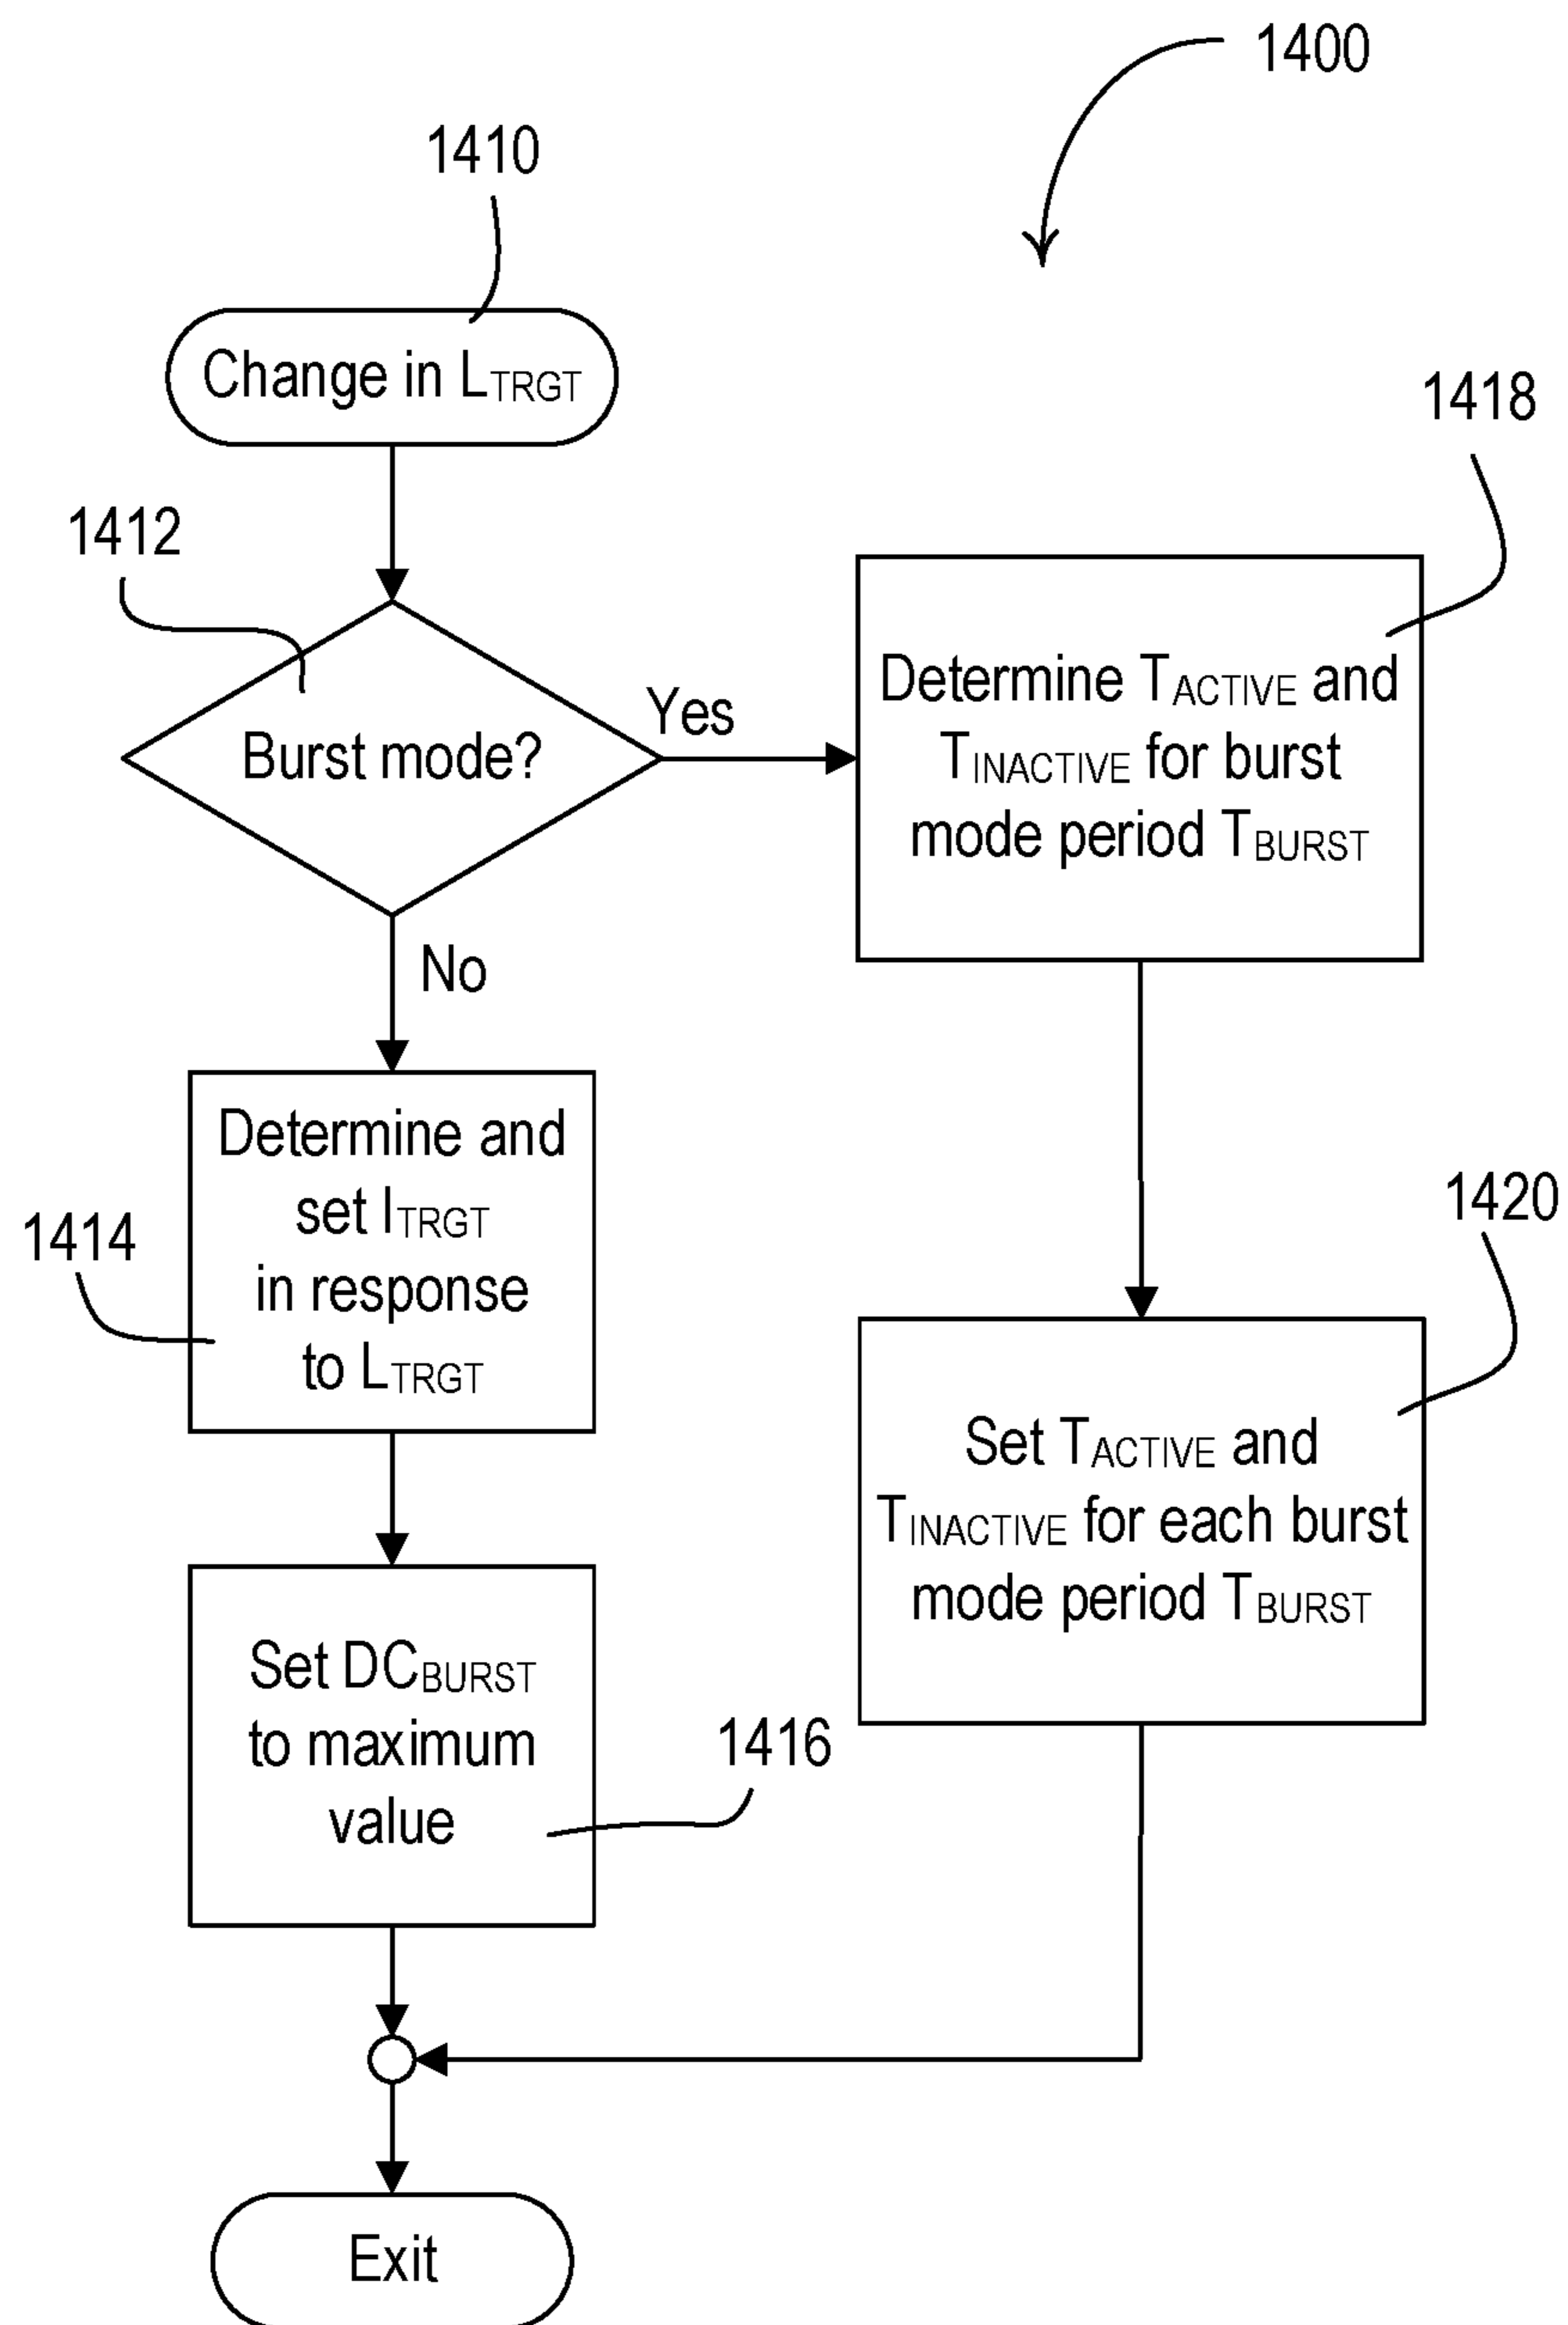 1400
1410
Change in LTRGT
1418
1412
Burst mode?
Yes
No
Determine TACTIVE and
TINACTIVE for burst
mode period TBURST
Determine and
set ITRGT
in response
to LTRGT
1414
1420
Set TACTIVE and
TINACTIVE for each burst
mode period TBURST
Set DCBURST
to maximum
value
1416
Exit